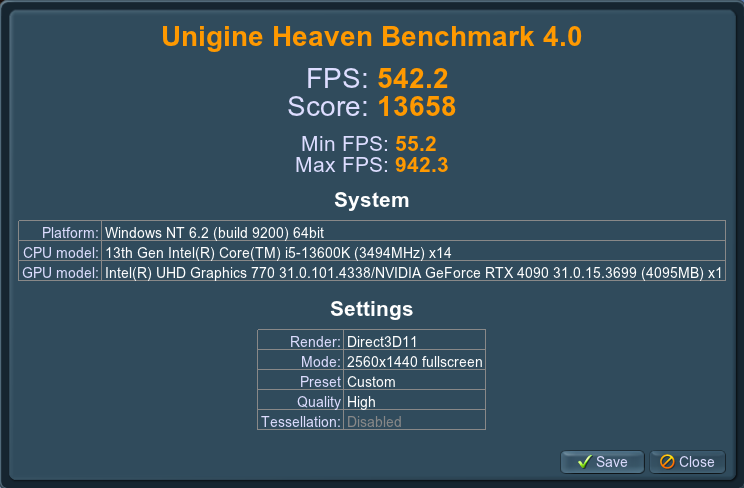 Unigine Heaven Benchmark 4.0
FPS: 542.2
Score: 13658
Min FPS: 55.2
Max FPS: 942.3
System
Platform: Windows NT 6.2 (build 9200) 64bit
CPU model: 13th Gen Intel(R) Core(TM) i5-13600K (3494MHz) x14
GPU model: Intel(R) UHD Graphics 770 31.0.101.4338/NVIDIA GeForce RTX 4090 31.0.15.3699 (4095MB) x1
Settings
Render: Direct3D11
Mode: 2560x1440 fullscreen
Preset Custom
Quality High
Tessellation: Disabled
Save Close